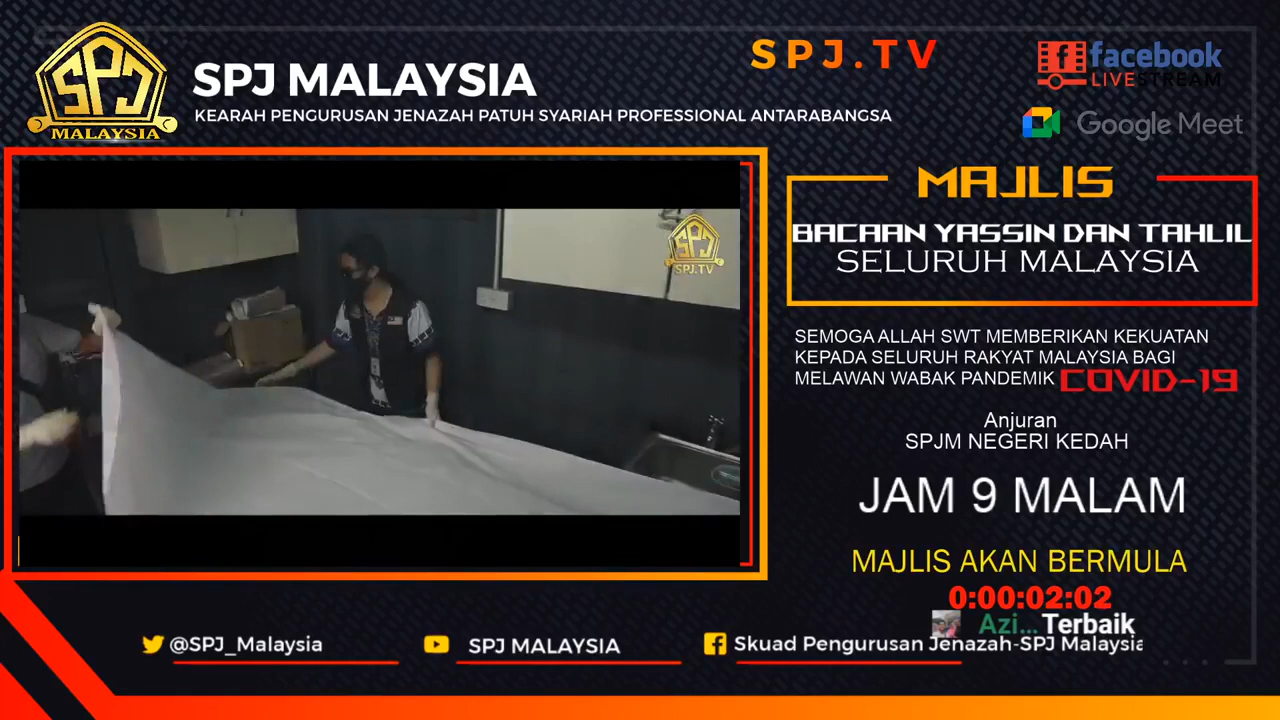 SPJ
MALAYSIA
SPJ MALAYSIA
KEARAH PENGURUSAN JENAZAH PATUH SYARIAH PROFESSIONAL ANTARABANGSA
SPJ.TV
facebook
LIVESTREAM
Google Meet
SPJ
SPJ.TV
MAJLIS
BACAAN YASSIN DAN TAHLIL
SELURUH MALAYSIA
SEMOGA ALLAH SWT MEMBERIKAN KEKUATAN
KEPADA SELURUH RAKYAT MALAYSIA BAGI
MELAWAN WABAK PANDEMIK COVID-19
Anjuran
SPJM NEGERI KEDAH
JAM 9 MALAM
MAJLIS AKAN BERMULA
0:00:02:02
Azi... Terbaik
@SPJ_Malaysia
SPJ MALAYSIA
Skuad Pengurusan Jenazah-SPJ Malaysia